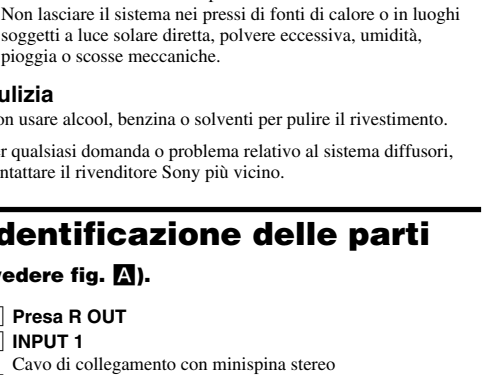 Non lasciare il sistema nei pressi di fonti di calore o in luoghi
soggetti a luce solare diretta, polvere eccessiva, umidità,
pioggia o scosse meccaniche.
ulizia
on usare alcool, benzina o solventi per pulire il rivestimento.
r qualsiasi domanda o problema relativo al sistema diffusori,
ntattare il rivenditore Sony più vicino.
dentificazione delle parti
edere fig. A).
Presa R OUT
INPUT 1
Cavo di collegamento con minispina stereo